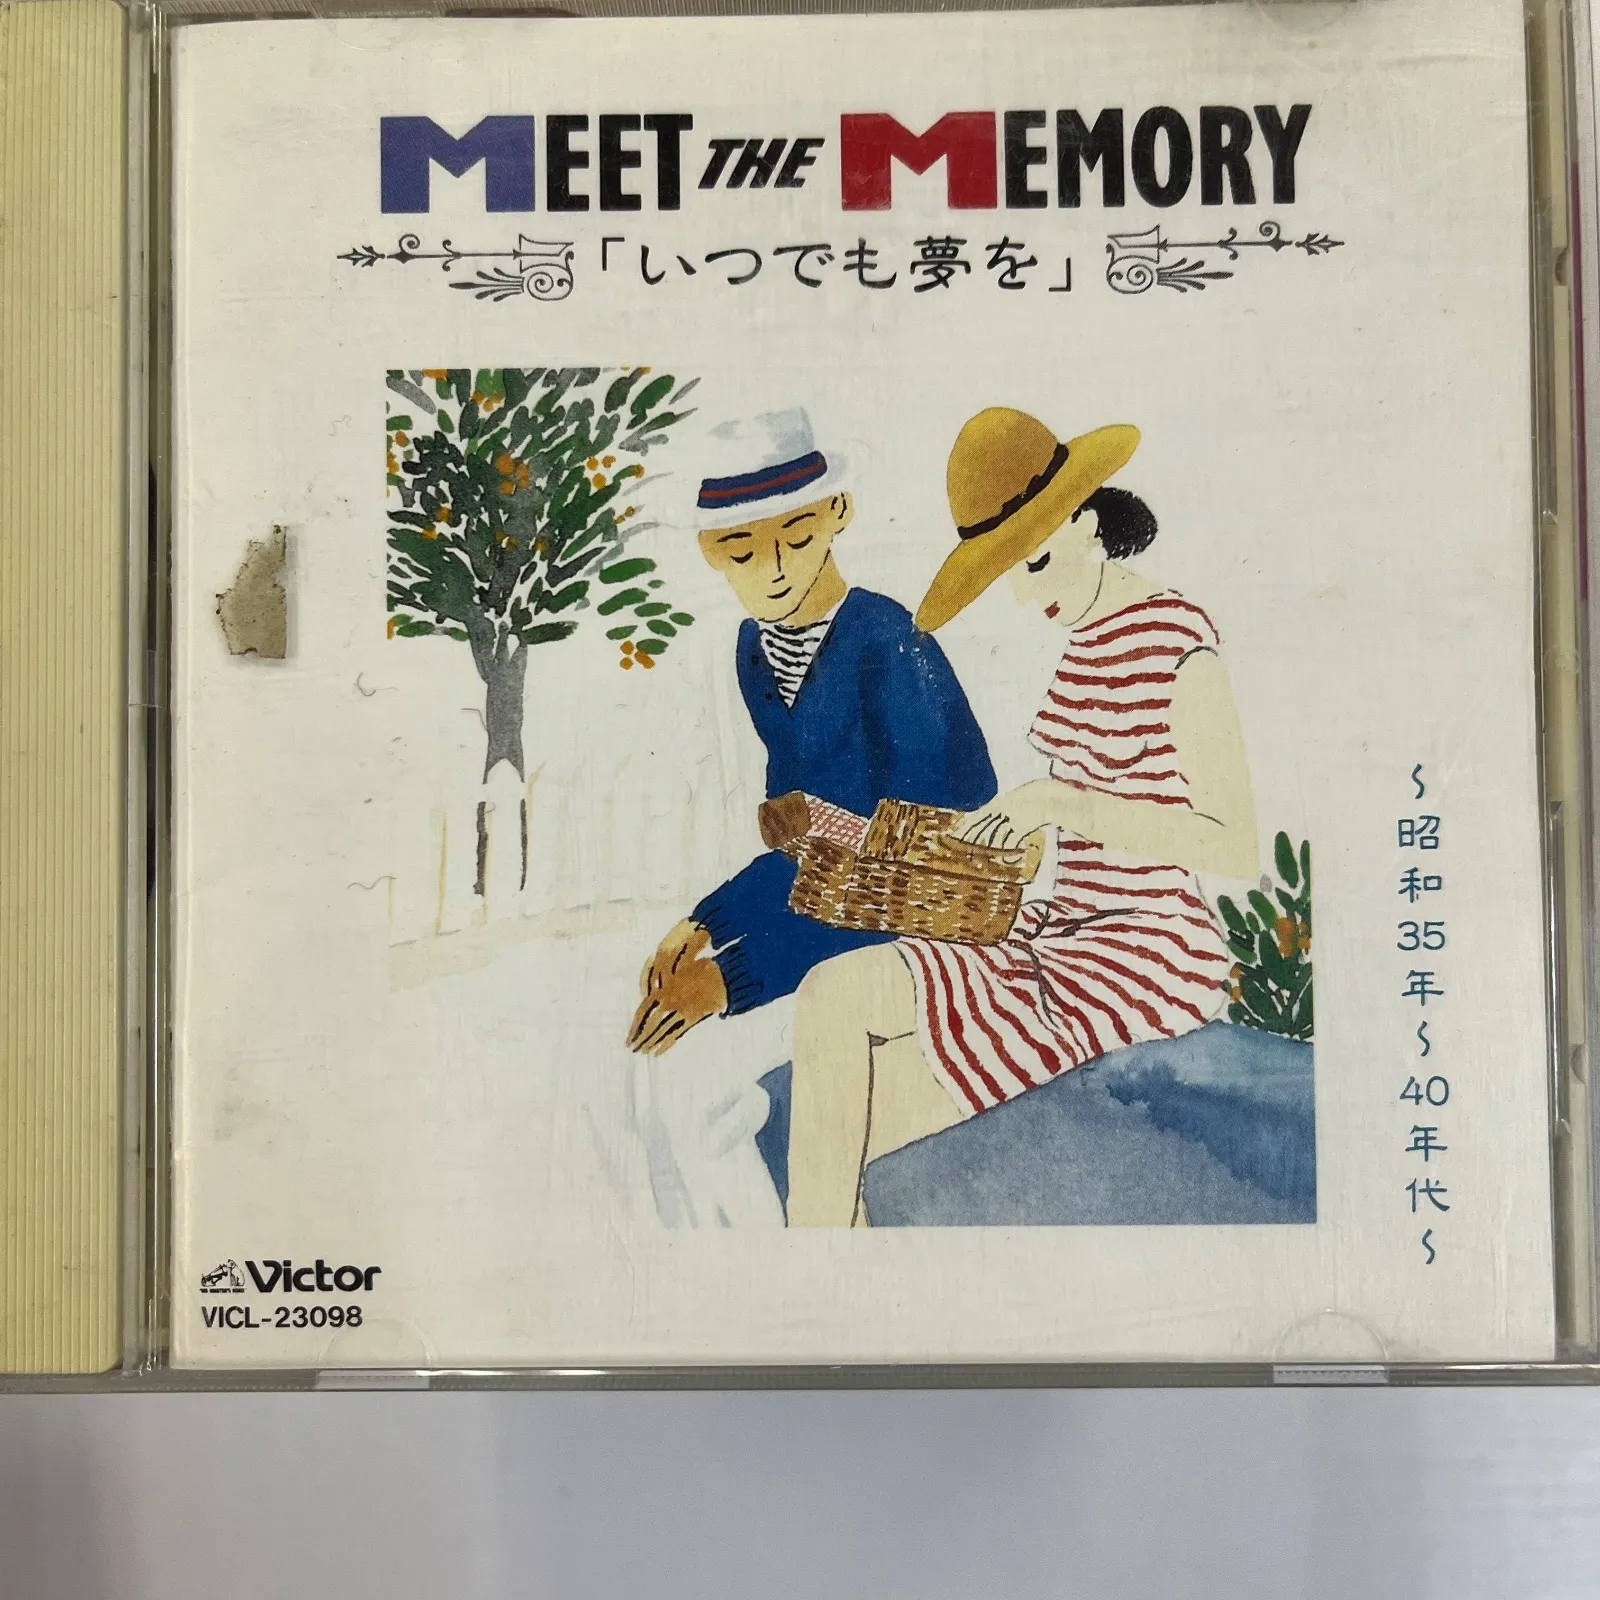 MEET THE MEMORY
「いつでも夢を」
〜昭和35年〜40年代〜
Victor
VICL-23098